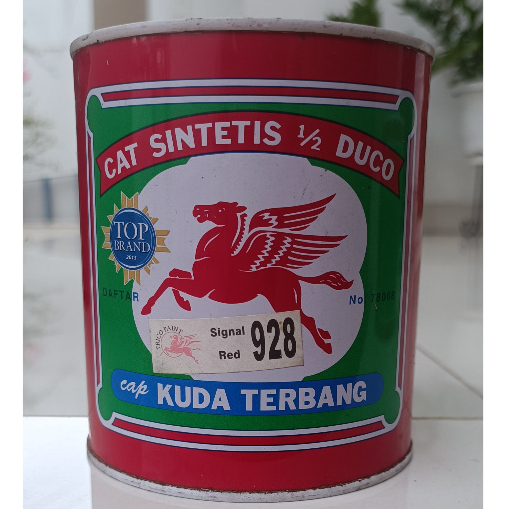 CAT SINTETIS ½ DUCO
TOP
BRAND
DAFTAR
No
Signal
Red
928
cap KUDA TERBANG